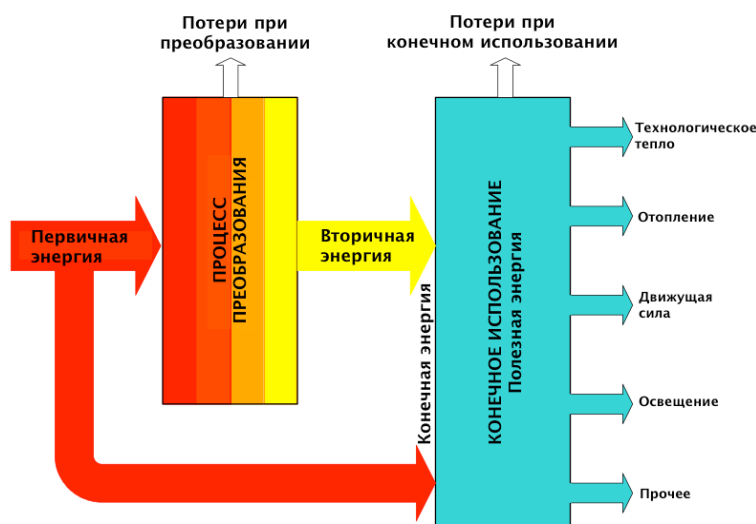 Потери при
преобразовании
Потери при
конечном использовании
Первичная
энергия
ПРОЦЕСС
ПРЕОБРАЗОВАНИЯ
Вторичная
энергия
Конечная энергия
КОНЕЧНОЕ ИСПОЛЬЗОВАНИЕ
Полезная энергия
Технологическое
тепло
Отопление
Движущая
сила
Освещение
Прочее